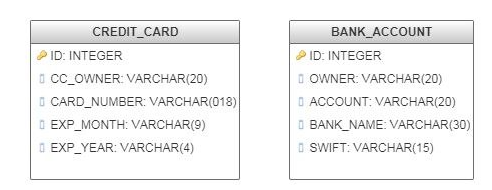 CREDIT_CARD
ID: INTEGER
CC_OWNER: VARCHAR(20)
CARD_NUMBER: VARCHAR(018)
EXP_MONTH: VARCHAR(9)
EXP_YEAR: VARCHAR(4)
BANK_ACCOUNT
ID: INTEGER
OWNER: VARCHAR(20)
ACCOUNT: VARCHAR(20)
BANK_NAME: VARCHAR(30)
SWIFT: VARCHAR(15)